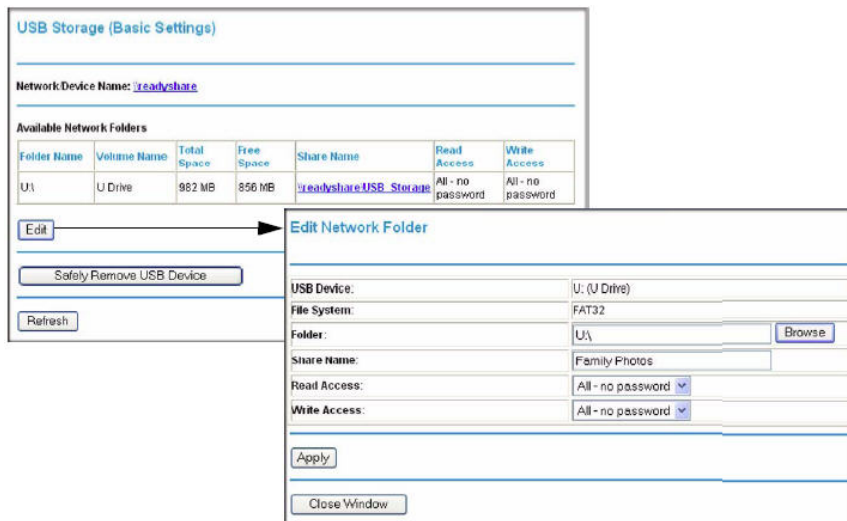 USB Storage (Basic Settings)
Network/Device Name: \\readyshare
Available Network Folders
Folder Name Volume Name Total Space Free Space Share Name Read Access Write Access
U:\ U Drive 982 MB 856 MB \\readyshare\USB_Storage All - no password All - no password
Edit
Safely Remove USB Device
Refresh
Edit Network Folder
USB Device: U: (U Drive)
File System: FAT32
Folder: U:\ Browse
Share Name: Family Photos
Read Access: All - no password
Write Access: All - no password
Apply
Close Window